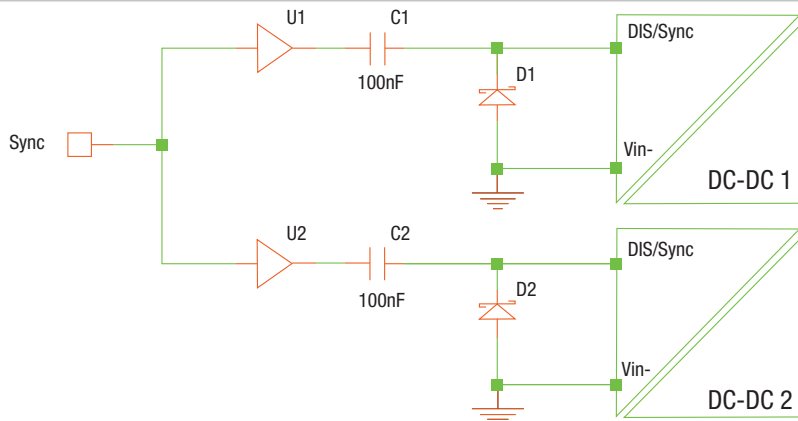 U1
C1
DIS/Sync
100nF
D1
Sync
Vin-
DC-DC 1
U2
C2
DIS/Sync
100nF
D2
Vin-
DC-DC 2